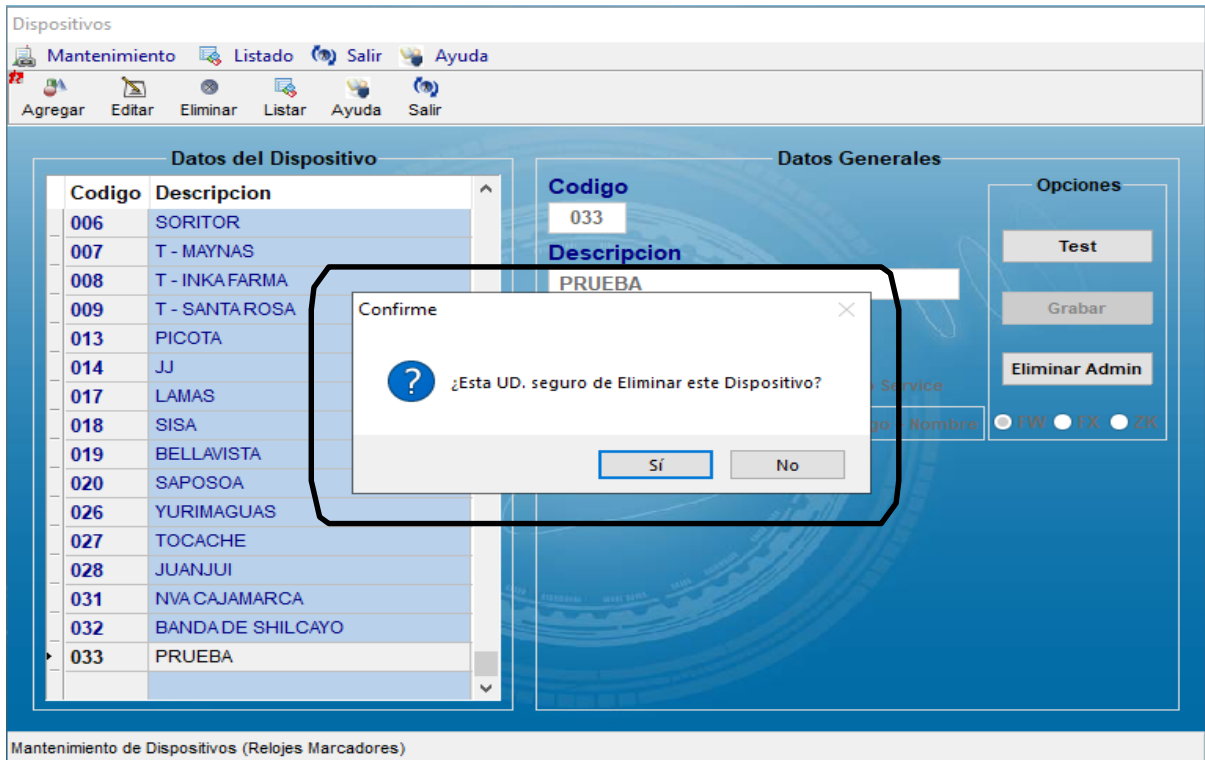 Dispositivos
Mantenimiento Listado Salir Ayuda
Agregar Editar Eliminar Listar Ayuda Salir
Datos del Dispositivo
Codigo Descripcion
006 SORITOR
007 T - MAYNAS
008 T - INKAFARMA
009 T - SANTA ROSA
013 PICOTA
014 JJ
017 LAMAS
018 SISA
019 BELLAVISTA
020 SAPOSOA
026 YURIMAGUAS
027 TOCACHE
028 JUANJUI
031 NVA CAJAMARCA
032 BANDA DE SHILCAYO
033 PRUEBA
Datos Generales
Codigo
033
Descripcion
PRUEBA
Service
Nombre
Opciones
Test
Grabar
Eliminar Admin
FW FX ZK
Confirme
¿Esta UD. seguro de Eliminar este Dispositivo?
Sí No
Mantenimiento de Dispositivos (Relojes Marcadores)